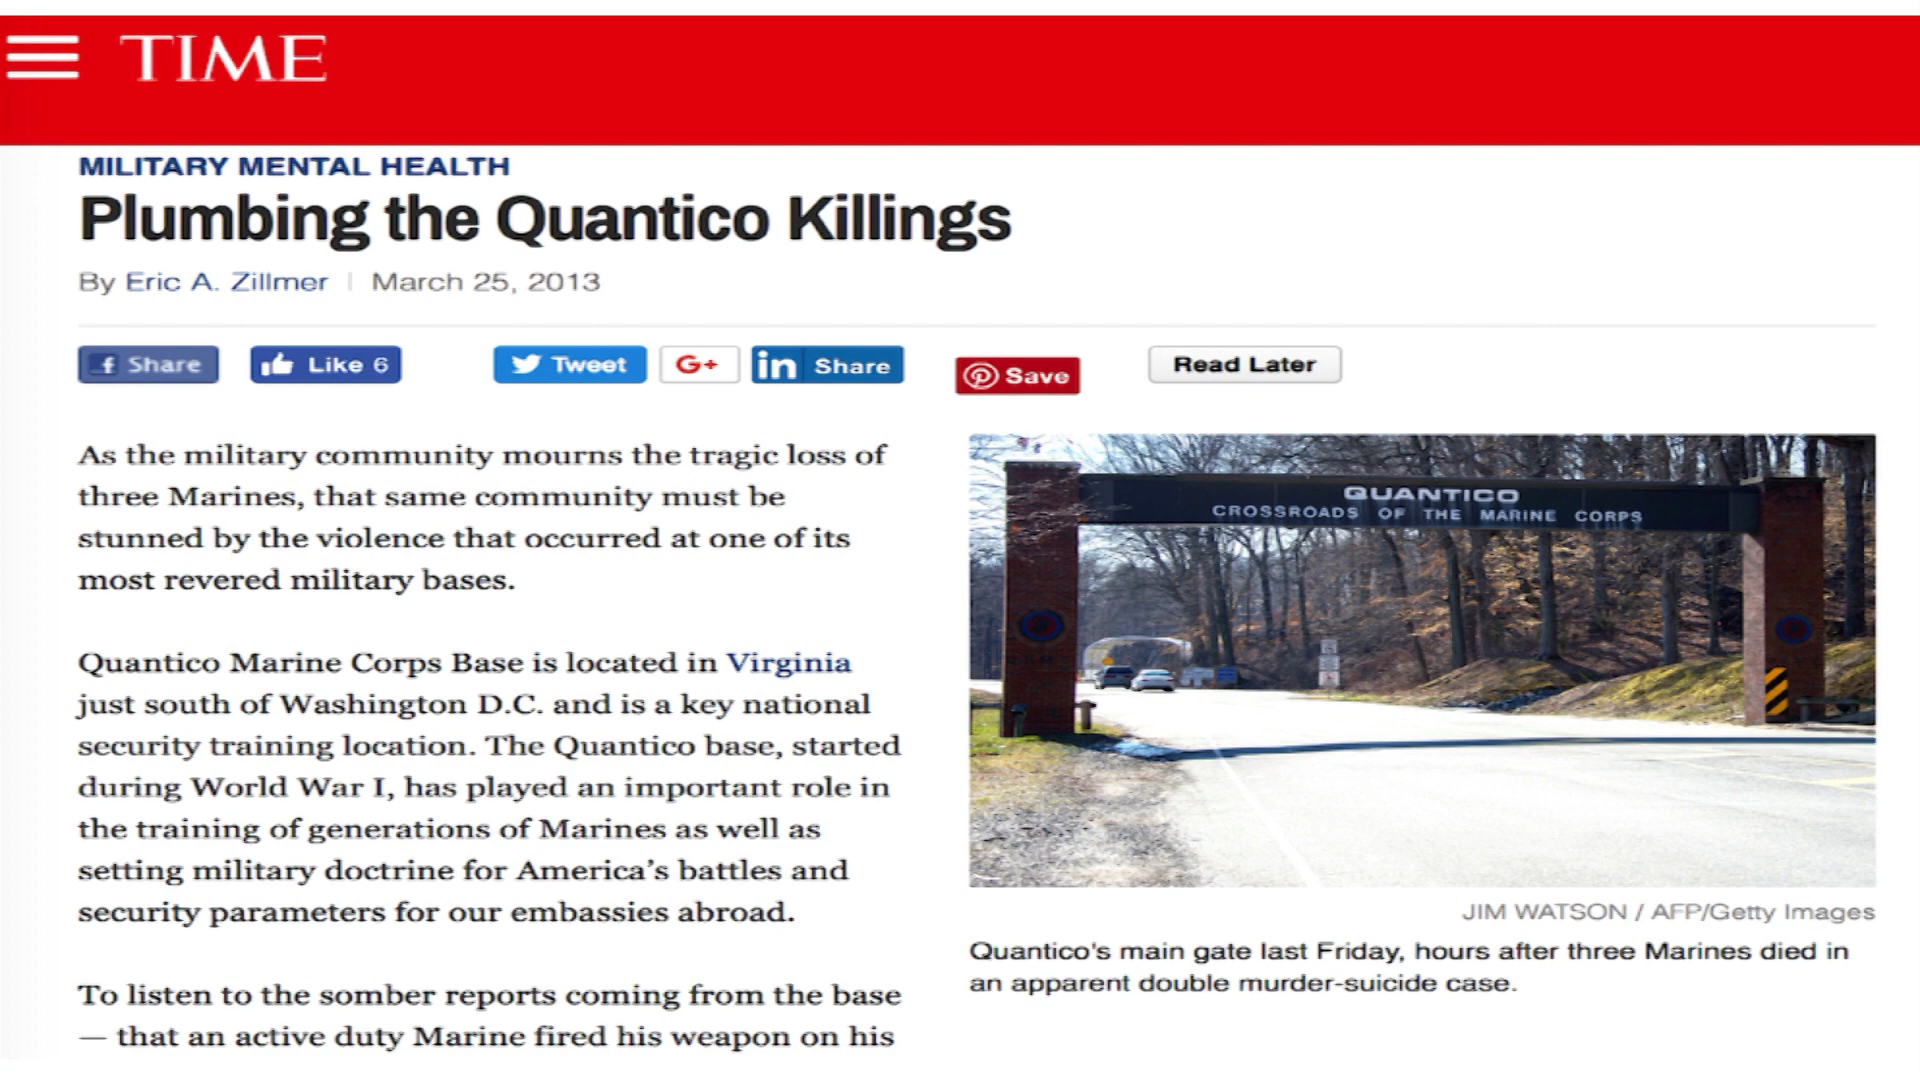 TIME
MILITARY MENTAL HEALTH
Plumbing the Quantico Killings
By Eric A. Zillmer | March 25, 2013
Share
Like 6
Tweet
G+
in Share
Save
Read Later
As the military community mourns the tragic loss of
three Marines, that same community must be
stunned by the violence that occurred at one of its
most revered military bases.
Quantico Marine Corps Base is located in Virginia
just south of Washington D.C. and is a key national
security training location. The Quantico base, started
during World War I, has played an important role in
the training of generations of Marines as well as
setting military doctrine for America’s battles and
security parameters for our embassies abroad.
To listen to the somber reports coming from the base
— that an active duty Marine fired his weapon on his
QUANTICO
CROSSROADS OF THE MARINE CORPS
JIM WATSON / AFP/Getty Images
Quantico's main gate last Friday, hours after three Marines died in
an apparent double murder-suicide case.